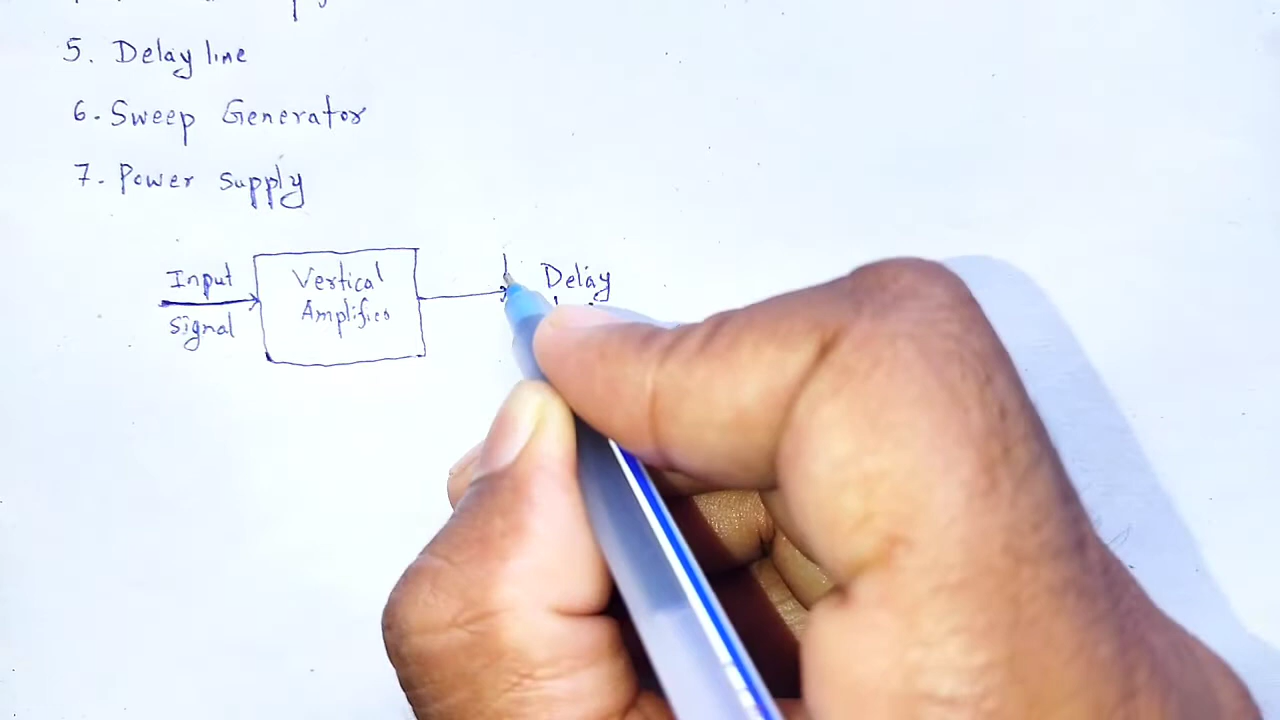 5. Delay line
6. Sweep Generator
7. Power Supply
Input
Signal
Vertical
Amplifier
Delay